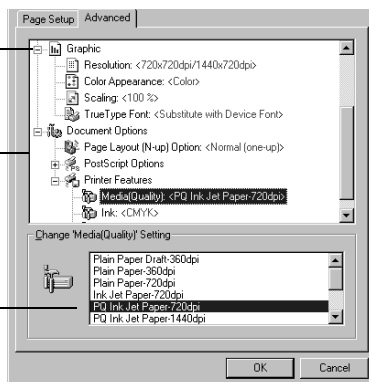 Page Setup Advanced
Graphic
Resolution: <720x720dpi/1440x720dpi>
Color Appearance: <Color>
Scaling: <100 %>
TrueType Font: <Substitute with Device Font>
Document Options
Page Layout (N-up) Option: <Normal (one-up)>
PostScript Options
Printer Features
Media(Quality): <PQ Ink Jet Paper-720dpi>
Ink: <CMYK>
Change 'Media(Quality)' Setting
Plain Paper Draft-360dpi
Plain Paper-360dpi
Plain Paper-720dpi
Ink Jet Paper-720dpi
PQ Ink Jet Paper-720dpi
PQ Ink Jet Paper-1440dpi
OK Cancel